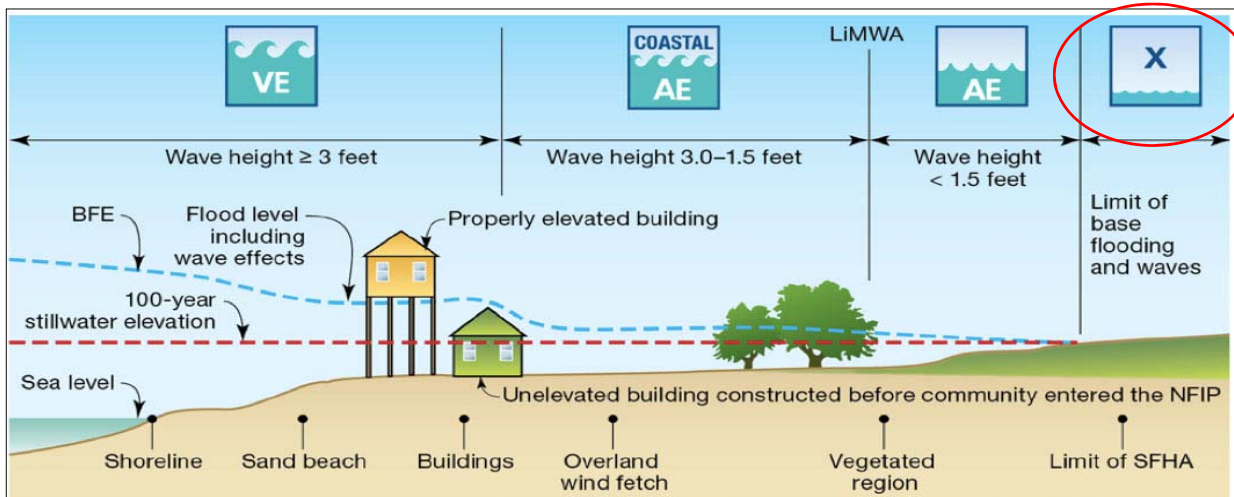 VE
COASTAL
AE
LiMWA
AE
X
Wave height ≥ 3 feet
Wave height 3.0–1.5 feet
Wave height
< 1.5 feet
BFE
Flood level
including
wave effects
Properly elevated building
Limit of
base
flooding
and waves
100-year
stillwater elevation
Sea level
Unelevated building constructed before community entered the NFIP
Shoreline
Sand beach
Buildings
Overland
wind fetch
Vegetated
region
Limit of SFHA